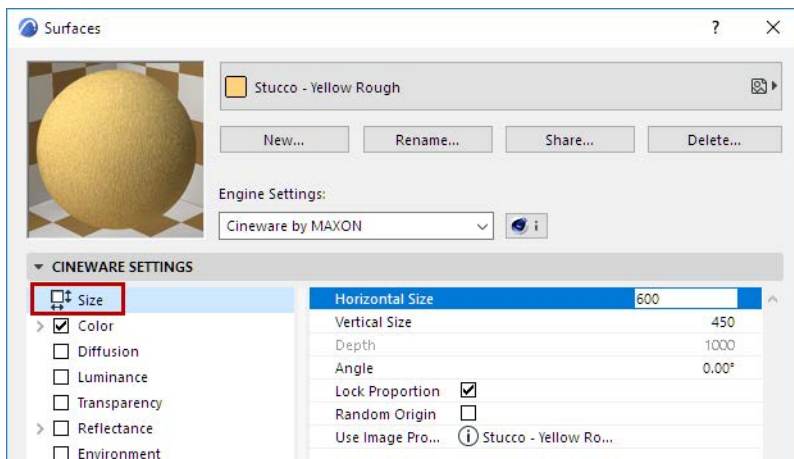 Surfaces ?
Stucco - Yellow Rough
New... Rename... Share... Delete...
Engine Settings:
Cineware by MAXON i
CINEWARE SETTINGS
Size
Color
Diffusion
Luminance
Transparency
Reflectance
Environment
Horizontal Size 600
Vertical Size 450
Depth 1000
Angle 0.00°
Lock Proportion
Random Origin
Use Image Pro... i Stucco - Yellow Ro...